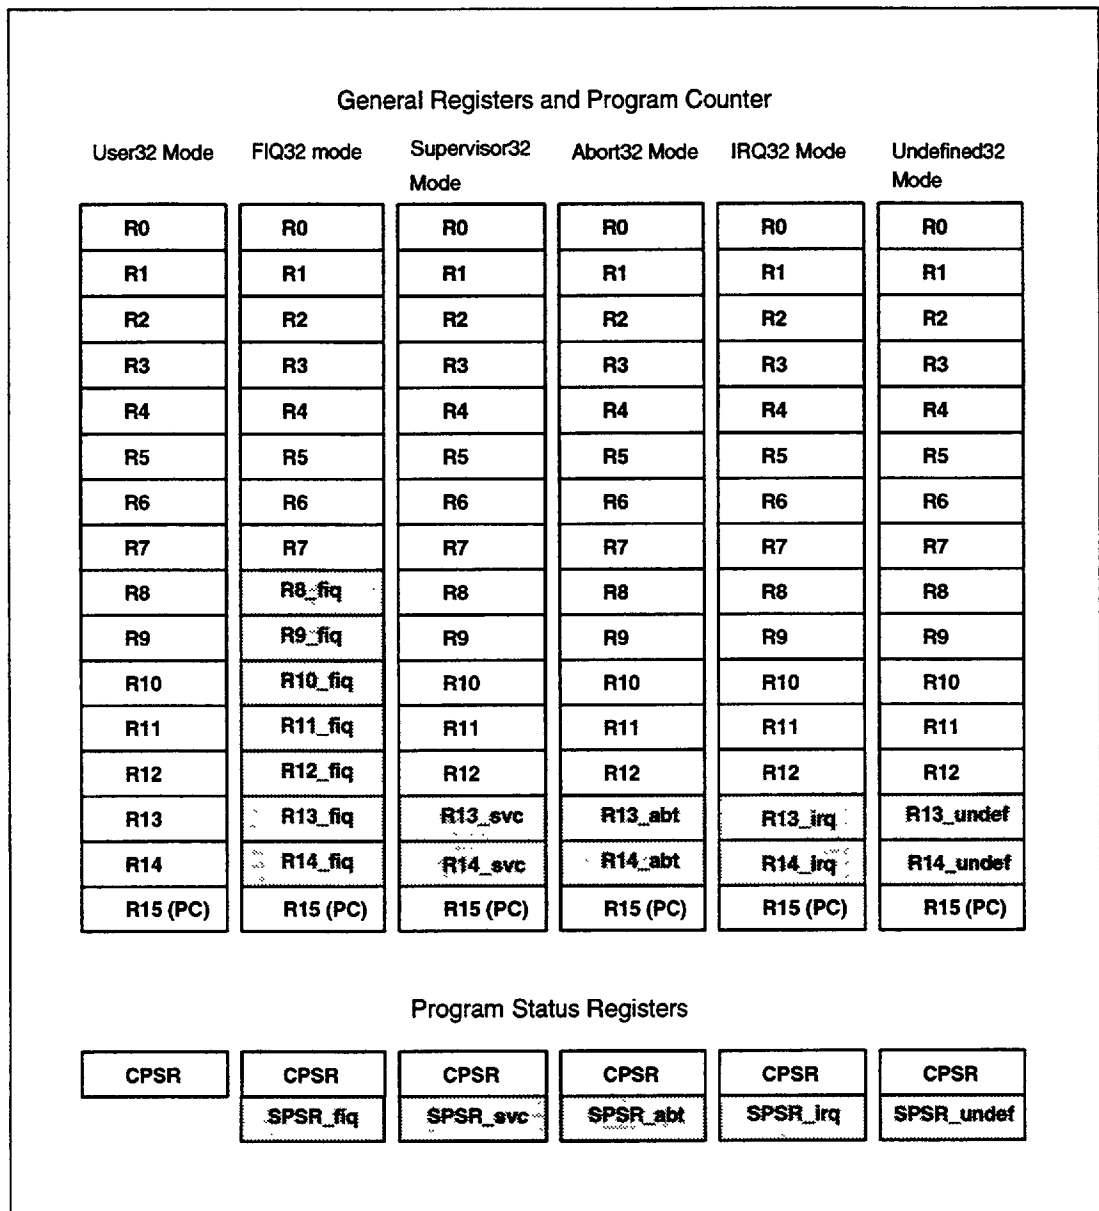 General Registers and Program Counter
User32 Mode FIQ32 mode Supervisor32 Mode Abort32 Mode IRQ32 Mode Undefined32 Mode
R0 R0 R0 R0 R0 R0
R1 R1 R1 R1 R1 R1
R2 R2 R2 R2 R2 R2
R3 R3 R3 R3 R3 R3
R4 R4 R4 R4 R4 R4
R5 R5 R5 R5 R5 R5
R6 R6 R6 R6 R6 R6
R7 R7 R7 R7 R7 R7
R8 R8_fiq R8 R8 R8 R8
R9 R9_fiq R9 R9 R9 R9
R10 R10_fiq R10 R10 R10 R10
R11 R11_fiq R11 R11 R11 R11
R12 R12_fiq R12 R12 R12 R12
R13 R13_fiq R13_svc R13_abt R13_irq R13_undef
R14 R14_fiq R14_svc R14_abt R14_irq R14_undef
R15 (PC) R15 (PC) R15 (PC) R15 (PC) R15 (PC) R15 (PC)
Program Status Registers
CPSR CPSR CPSR CPSR CPSR CPSR
SPSR_fiq SPSR_svc SPSR_abt SPSR_irq SPSR_undef